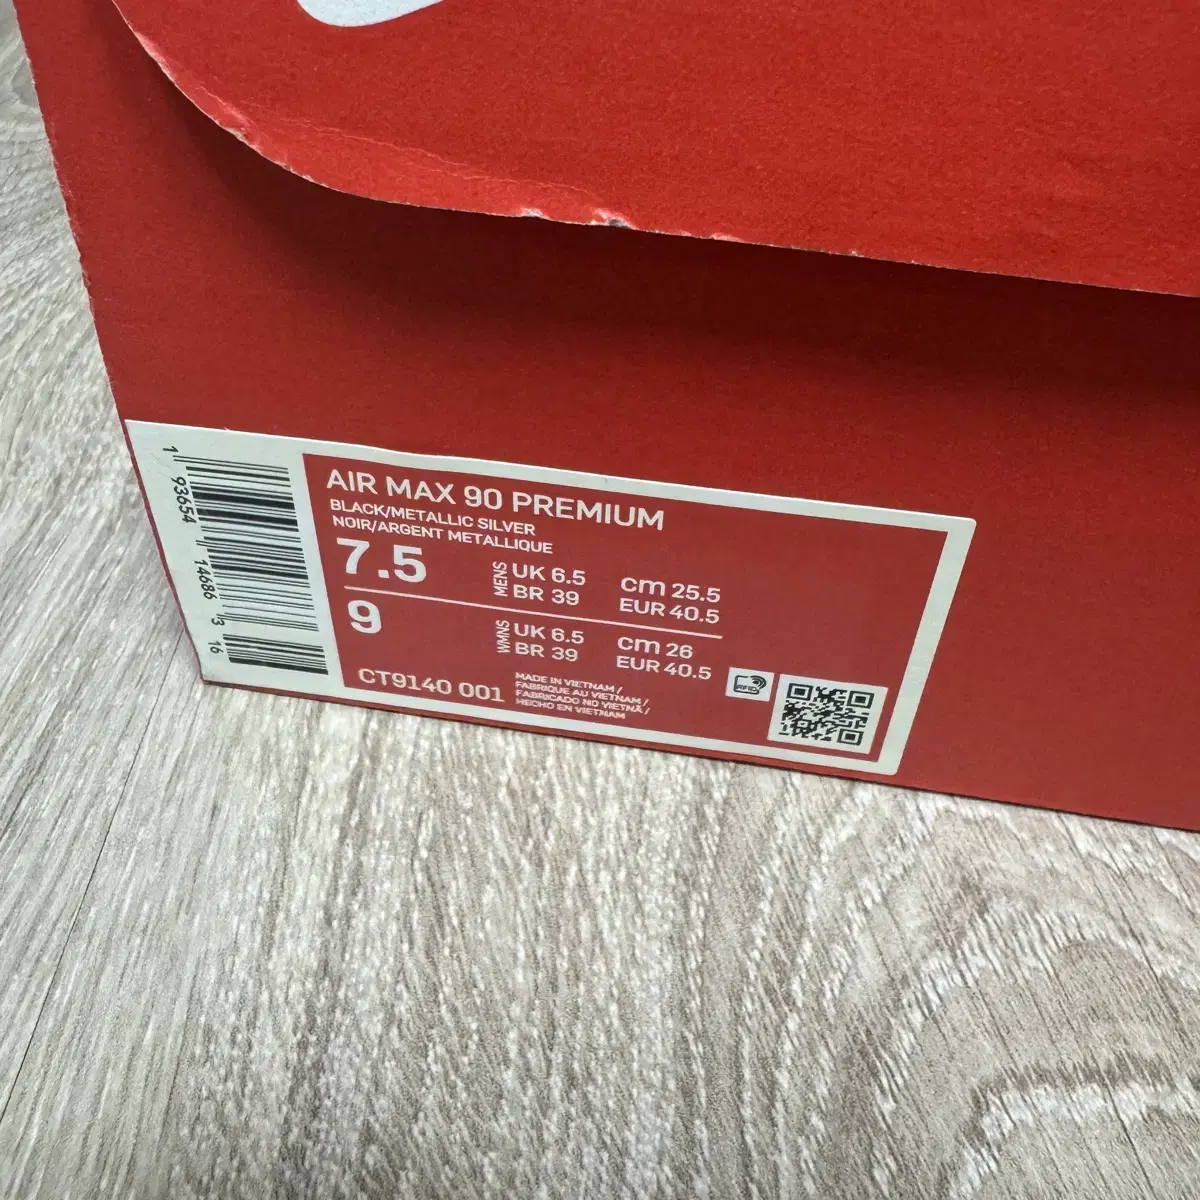 AIR MAX 90 PREMIUM
BLACK/METALLIC SILVER
NOIR/ARGENT METALLIQUE
7.5
MENS
UK 6.5
cm 25.5
BR 39
EUR 40.5
9
WMNS
UK 6.5
cm 26
BR 39
EUR 40.5
CT9140 001
MADE IN VIETNAM /
FABRIQUE AU VIETNAM /
FABRICADO NO VIETNÃ /
HECHO EN VIETNAM
RFID
1 93654 14686 3 16